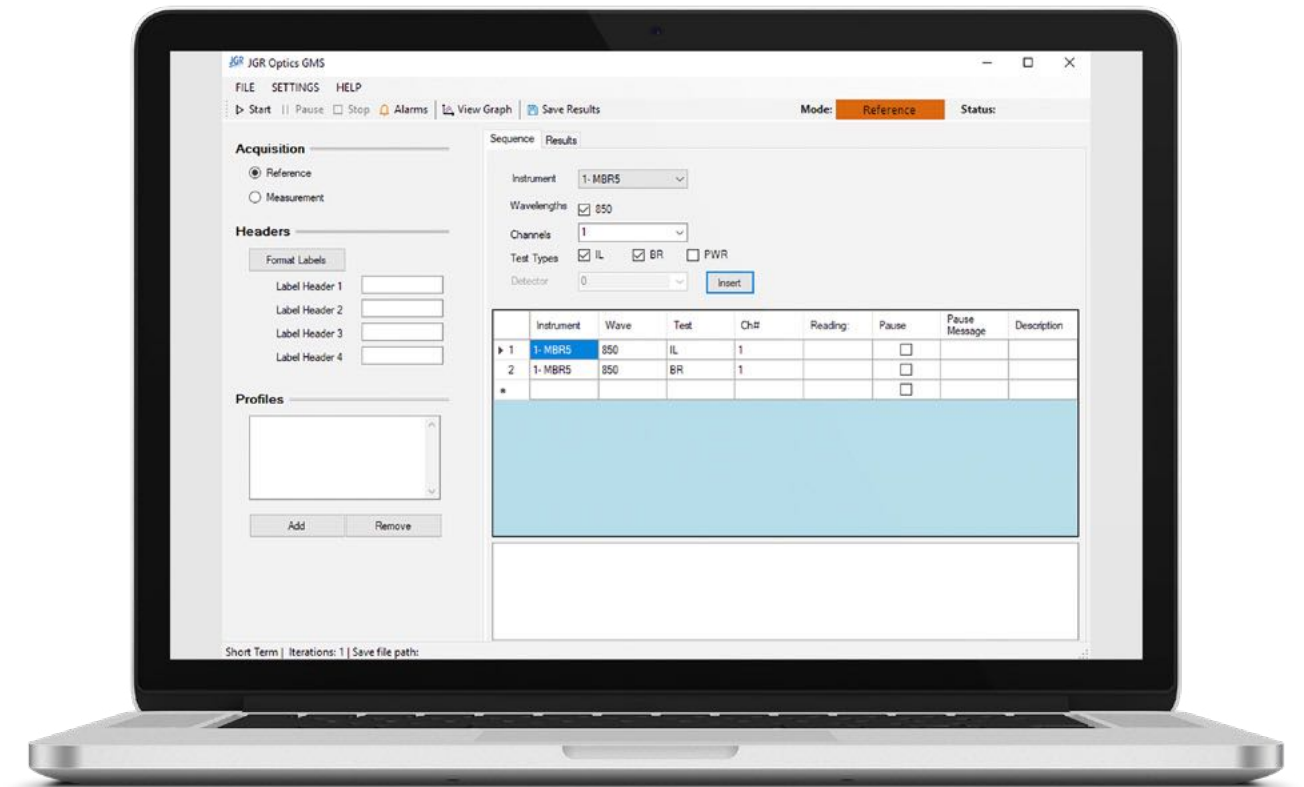 JGR JGR Optics GMS
FILE SETTINGS HELP
Start Pause Stop Alarms View Graph Save Results Mode: Reference Status:
Acquisition
Reference
Measurement
Headers
Format Labels
Label Header 1
Label Header 2
Label Header 3
Label Header 4
Profiles
Add Remove
Sequence Results
Instrument 1- MBR5
Wavelengths 850
Channels 1
Test Types IL BR PWR
Detector 0 Insert
Instrument Wave Test Ch# Reading: Pause Pause Message Description
1 1- MBR5 850 IL 1
2 1- MBR5 850 BR 1
Short Term | Iterations: 1 | Save file path: